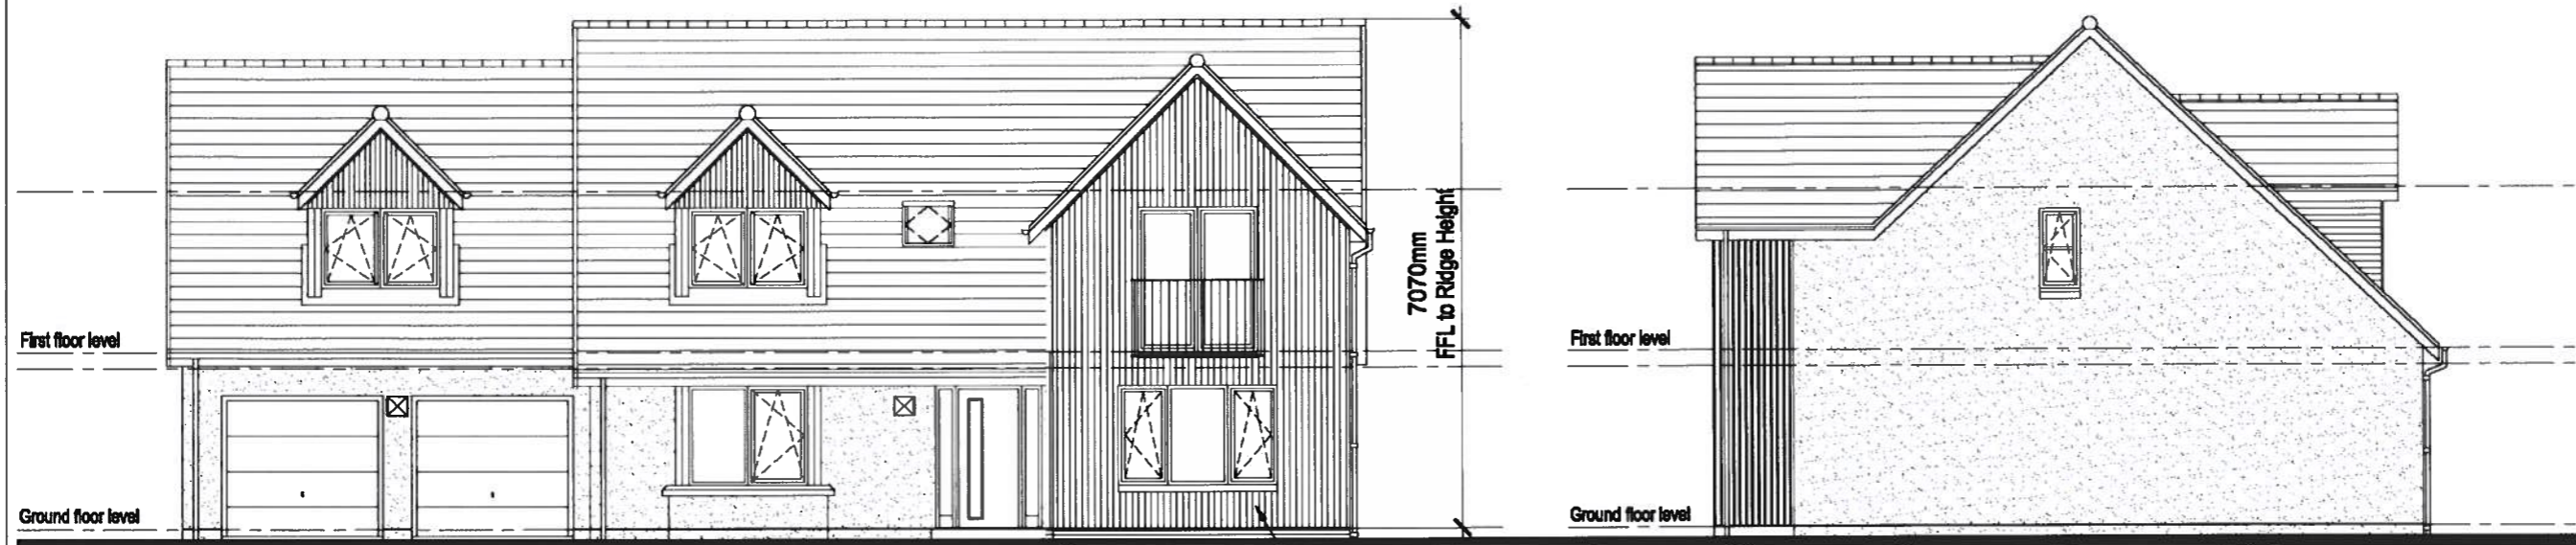 First floor level
Ground floor level
7070mm
FFL to Ridge Height
First floor level
Ground floor level